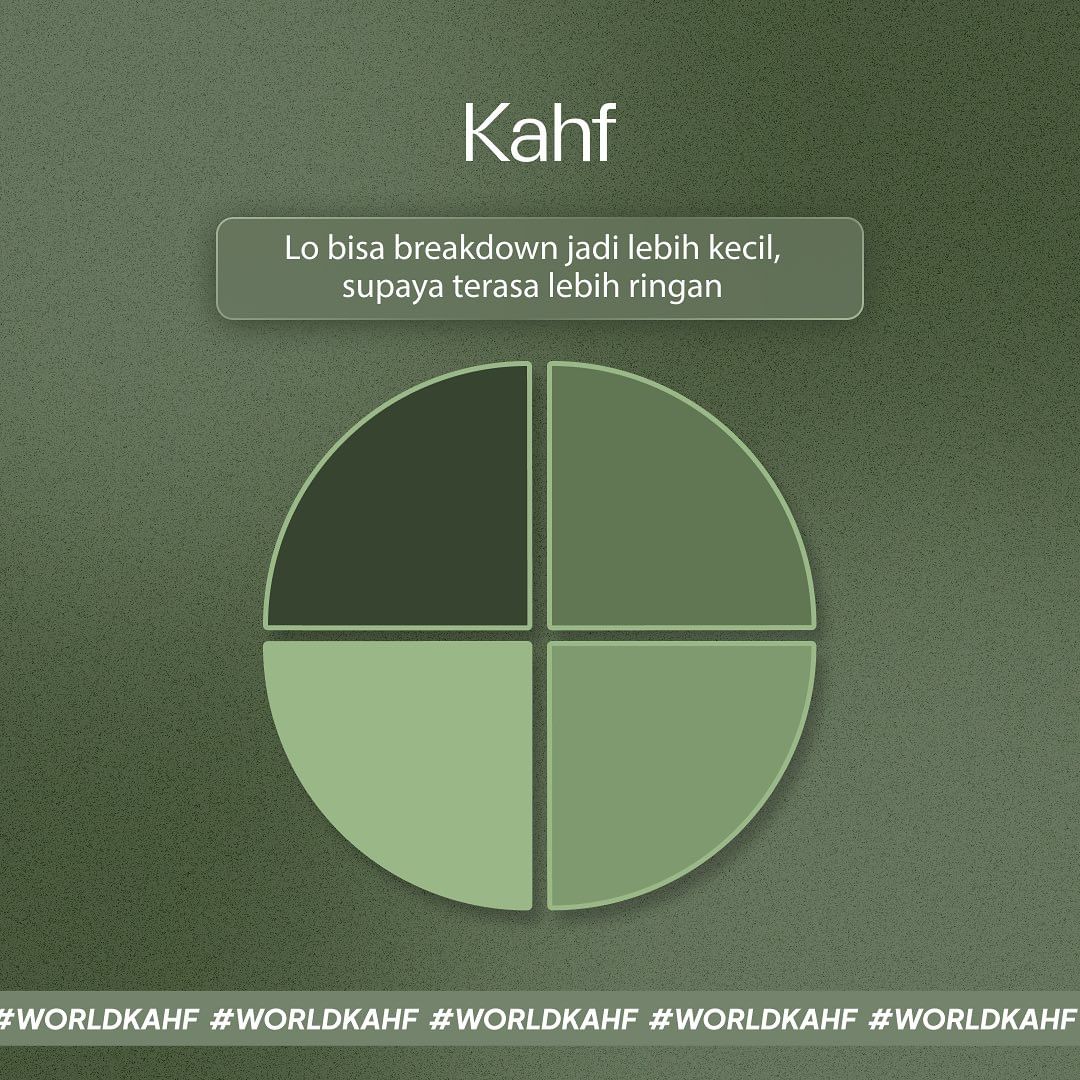 Kahf
Lo bisa breakdown jadi lebih kecil,
supaya terasa lebih ringan
#WORLDKAHF #WORLDKAHF #WORLDKAHF #WORLDKAHF #WORLDKAHF